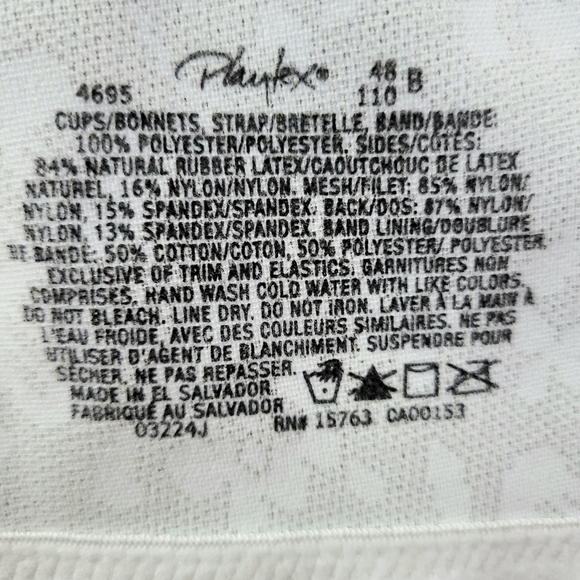 Playtex®
4695
48
110 B
CUPS/BONNETS, STRAP/BRETELLE, BAND/BANDE:
100% POLYESTER/POLYESTER. SIDES/COTÉS:
84% NATURAL RUBBER LATEX/CAOUTCHOUC DE LATEX
NATUREL, 16% NYLON/NYLON. MESH/FILET: 85% NYLON/
NYLON, 15% SPANDEX/SPANDEX. BACK/DOS: 87% NYLON/
NYLON, 13% SPANDEX/SPANDEX. BAND LINING/DOUBLURE
DE BANDE: 50% COTTON/COTON, 50% POLYESTER/ POLYESTER.
EXCLUSIVE OF TRIM AND ELASTICS. GARNITURES NON
COMPRISES. HAND WASH COLD WATER WITH LIKE COLORS.
DO NOT BLEACH. LINE DRY. DO NOT IRON. LAVER À LA MAIN À
L'EAU FROIDE, AVEC DES COULEURS SIMILAIRES. NE PAS
UTILISER D'AGENT DE BLANCHIMENT. SUSPENDRE POUR
SÉCHER. NE PAS REPASSER.
MADE IN EL SALVADOR
FABRIQUÉ AU SALVADOR
03224J
RN# 15763 CA00153